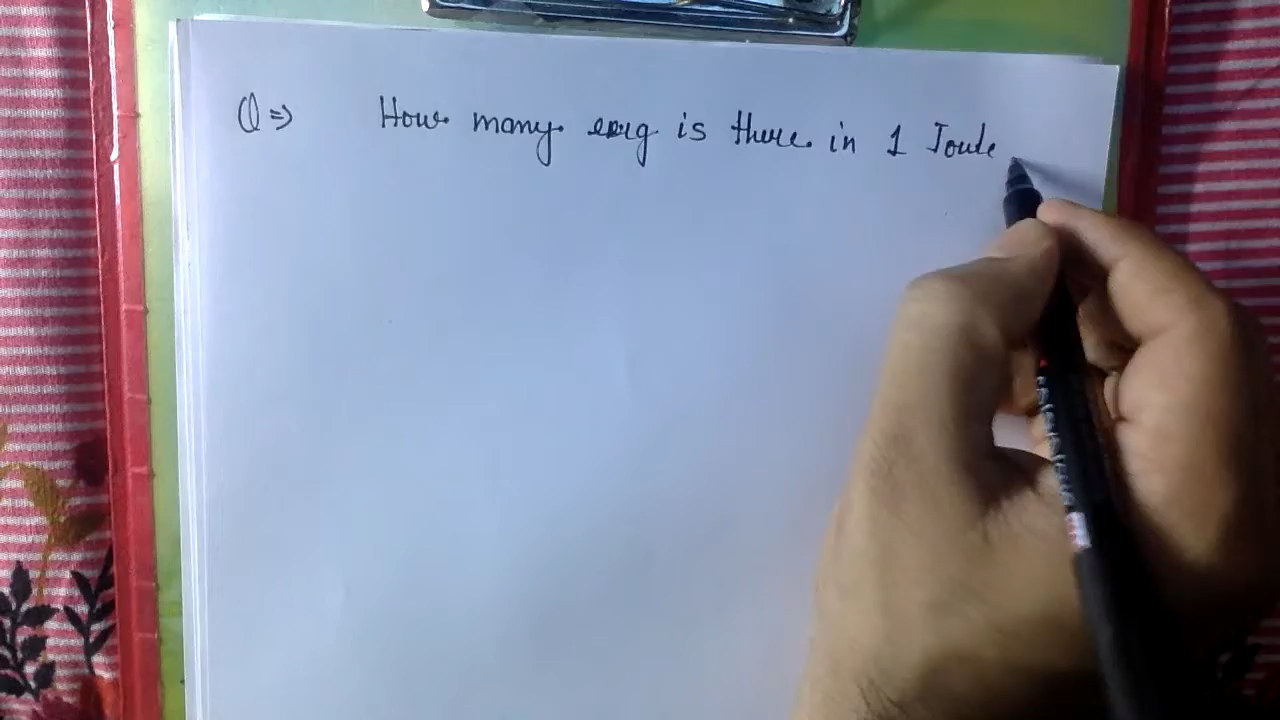 Q⇒ How many erg is there in 1 Joule